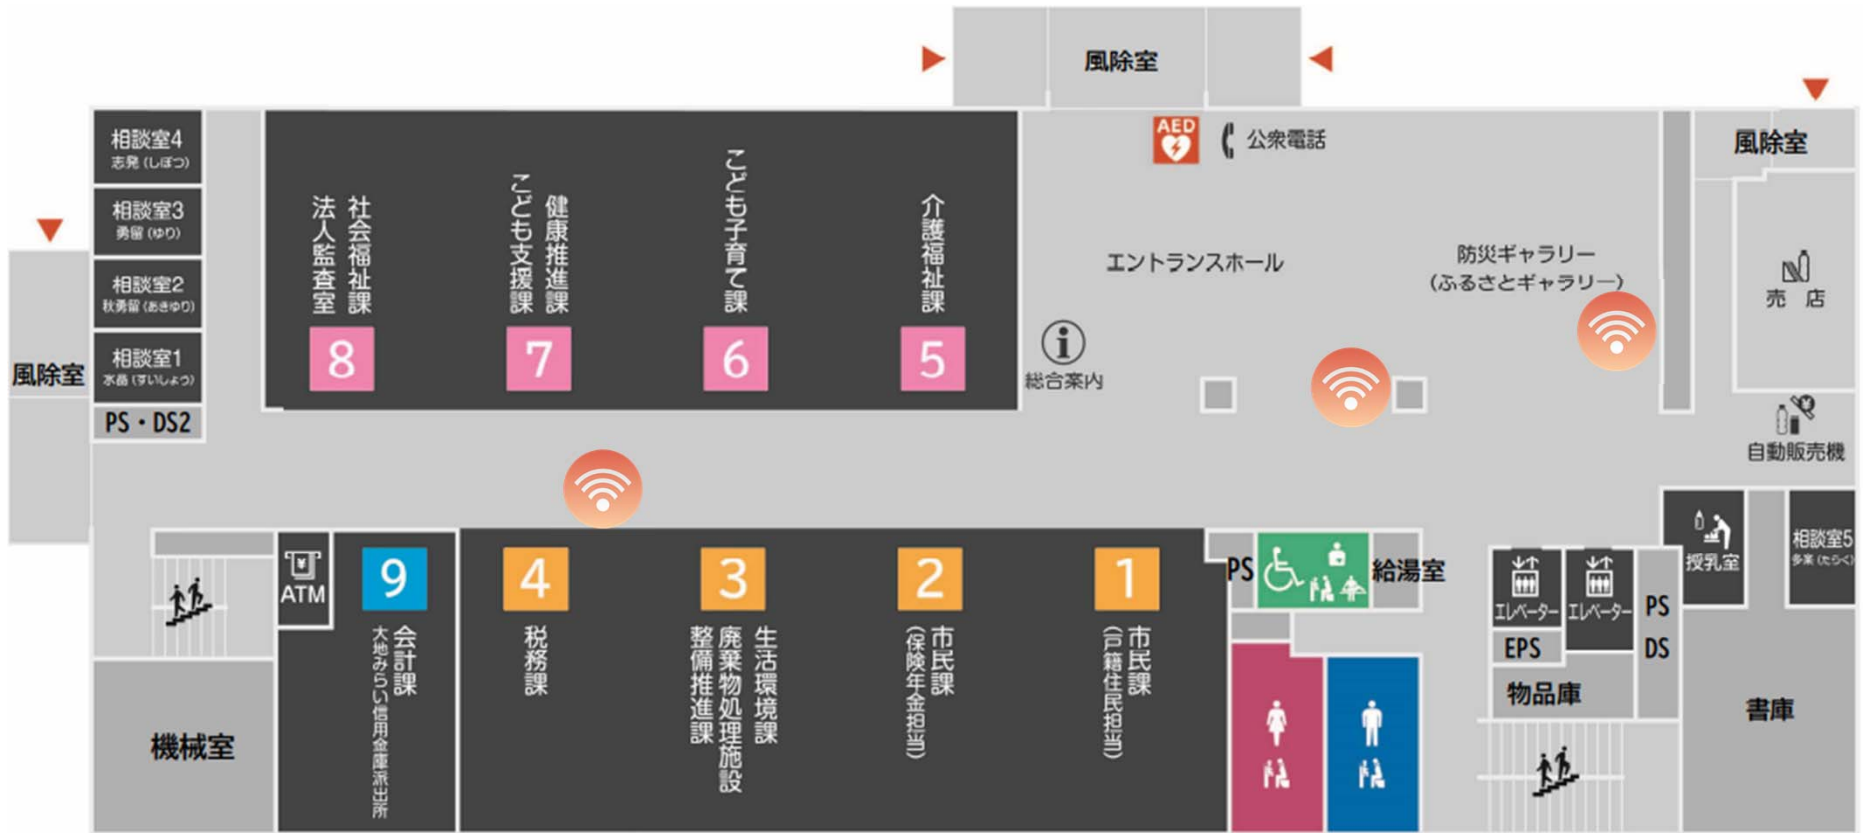 風除室
AED
公衆電話
風除室
相談室4
志発(しぼつ)
相談室3
勇留(ゆり)
相談室2
秋勇留(あきゆり)
相談室1
水晶(すいしょう)
PS・DS2
風除室
社会福祉課
法人監査室
8
健康推進課
こども支援課
7
こども子育て課
6
介護福祉課
5
エントランスホール
防災ギャラリー
(ふるさとギャラリー)
売 店
i
総合案内
自動販売機
ATM
9
会計課
大地みらい信用金庫派出所
4
税務課
3
生活環境課
廃棄物処理施設
整備推進課
2
市民課
(保険年金担当)
1
市民課
(戸籍住民担当)
PS
給湯室
エレベーター
エレベーター
PS
EPS
DS
物品庫
授乳室
相談室5
多楽(たらく)
機械室
書庫